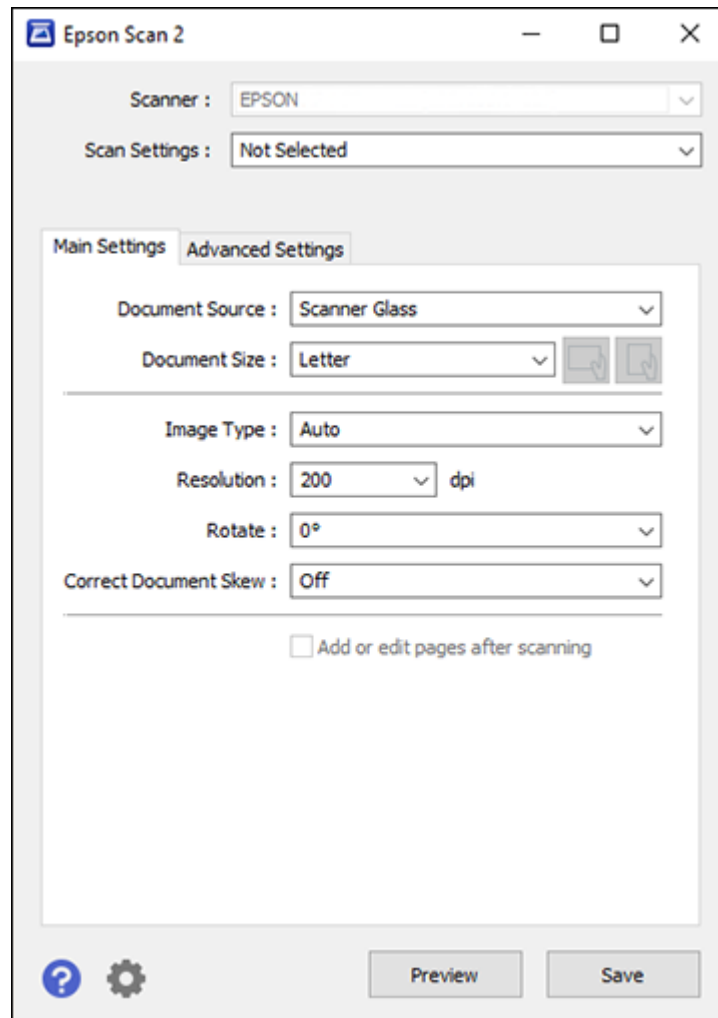 Epson Scan 2
Scanner : EPSON
Scan Settings : Not Selected
Main Settings Advanced Settings
Document Source : Scanner Glass
Document Size : Letter
Image Type : Auto
Resolution : 200 dpi
Rotate : 0°
Correct Document Skew : Off
Add or edit pages after scanning
? Preview Save